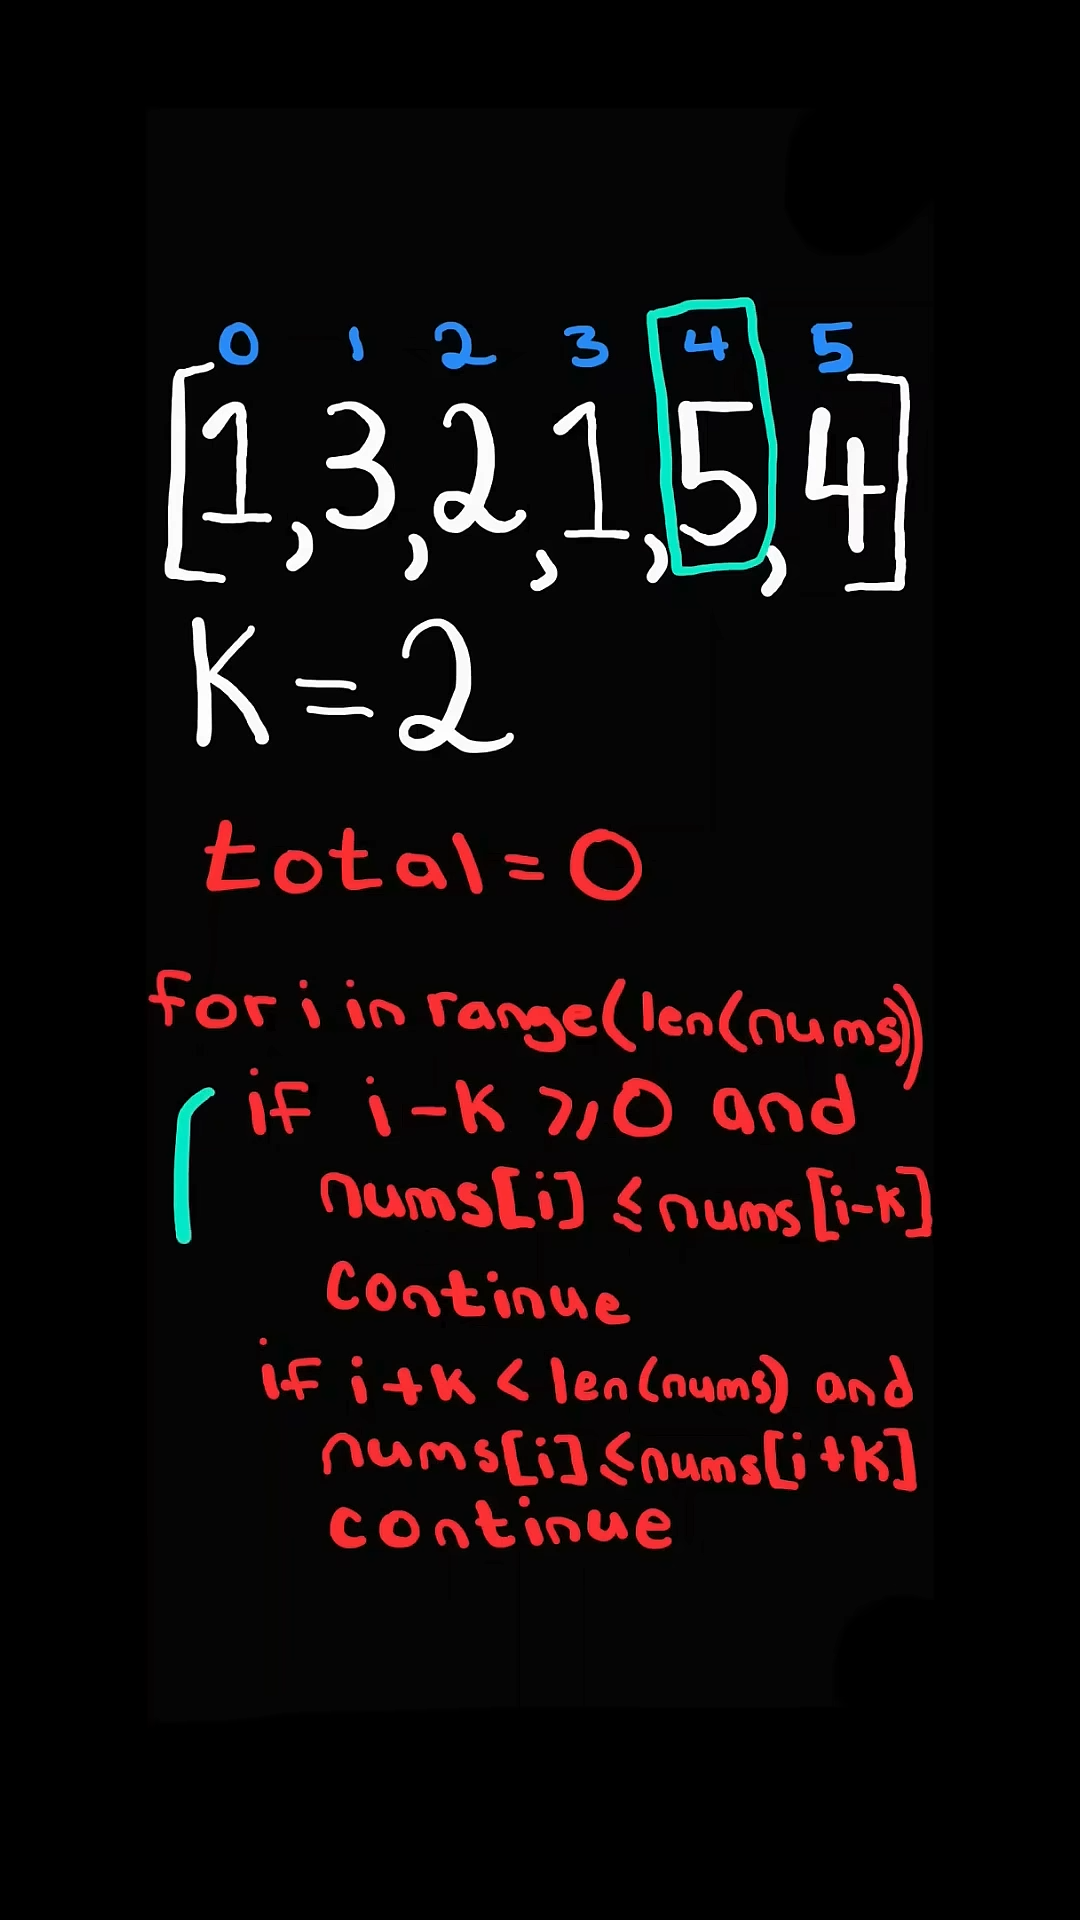 0 1 2 3 4 5
[1,3,2,1,5,4]
K=2
total=0
for i in range(len(nums))
if i-K ≥ 0 and
nums[i] ≤ nums[i-K]
continue
if i+K < len(nums) and
nums[i] ≤ nums[i+K]
continue